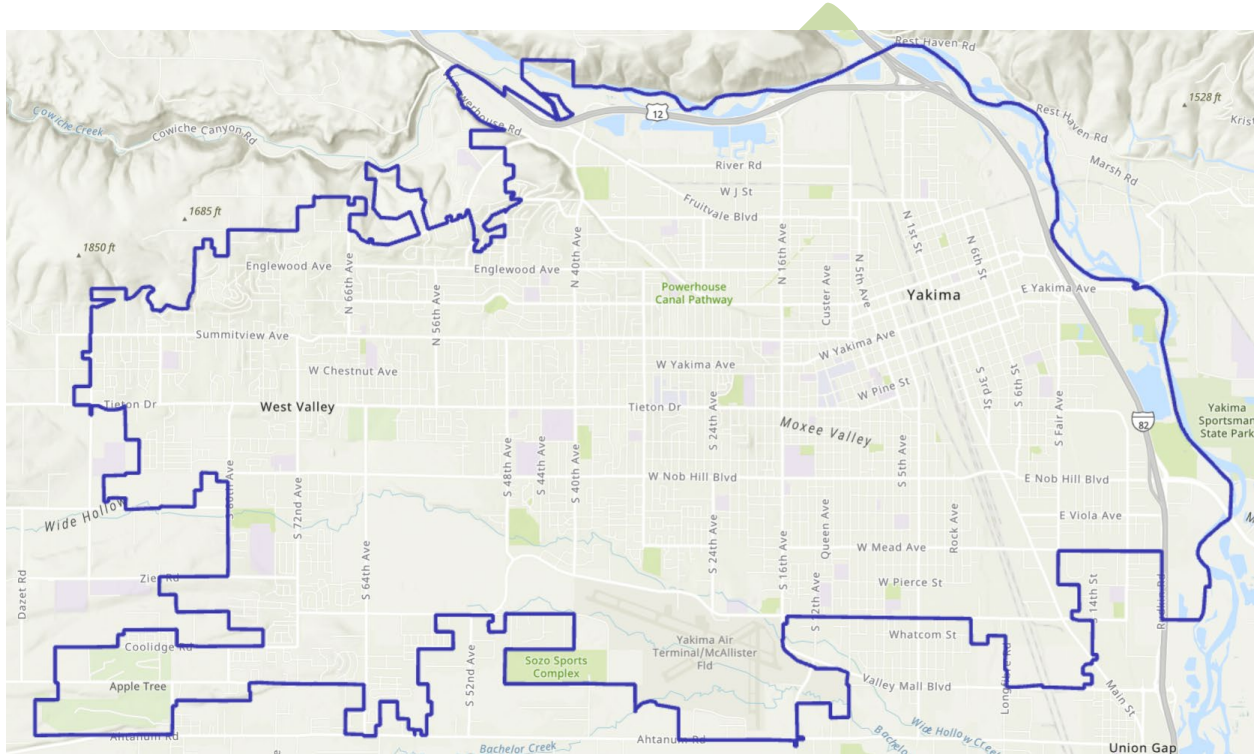 Rest Haven Rd
1528 ft
Cowiche Creek
Cowiche Canyon Rd
Powerhouse Rd
12
Rest Haven Rd
Marsh Rd
River Rd
W J St
Fruitvale Blvd
1685 ft
1850 ft
N 1st St
N 6th St
N 40th Ave
N 16th Ave
Englewood Ave
Englewood Ave
N 66th Ave
N 56th Ave
Powerhouse
Canal Pathway
Custer Ave
N 5th Ave
Yakima
E Yakima Ave
Summitview Ave
W Yakima Ave
W Yakima Ave
W Chestnut Ave
W Pine St
S 3rd St
S 6th St
S Fair Ave
Tieton Dr
West Valley
Tieton Dr
S 24th Ave
Moxee Valley
82
Yakima
Sportsman
State Park
S 48th Ave
S 44th Ave
S 40th Ave
S 5th Ave
W Nob Hill Blvd
E Nob Hill Blvd
S 80th Ave
S 72nd Ave
Wide Hollow
S 24th Ave
S 16th Ave
Queen Ave
Rock Ave
E Viola Ave
W Mead Ave
Dazet Rd
Zier Rd
S 64th Ave
W Pierce St
S 12th Ave
S 14th St
Rudkin Rd
Whatcom St
Coolidge Rd
S 52nd Ave
Sozo Sports
Complex
Yakima Air
Terminal/McAllister
Fld
Longfibre Rd
Apple Tree
Valley Mall Blvd
Main St
Ahtanum Rd
Bachelor Creek
Ahtanum Rd
Wide Hollow Creek
Union Gap